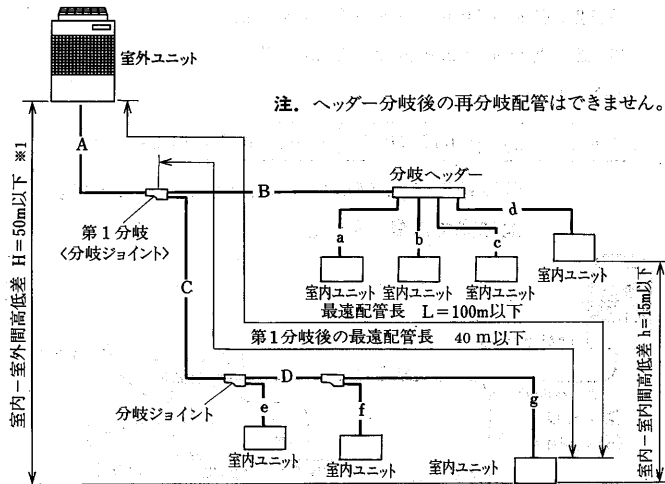 室外ユニット
注. ヘッダー分岐後の再分岐配管はできません。
室内－室外間高低差 H＝50m以下 ※1
A
B
分岐ヘッダー
第1分岐
〈分岐ジョイント〉
a
b
c
d
C
室内ユニット
室内ユニット
室内ユニット
室内ユニット
最遠配管長 L＝100m以下
第1分岐後の最遠配管長 40m以下
室内－室内間高低差 h＝15m以下
D
分岐ジョイント
e
f
g
室内ユニット
室内ユニット
室内ユニット